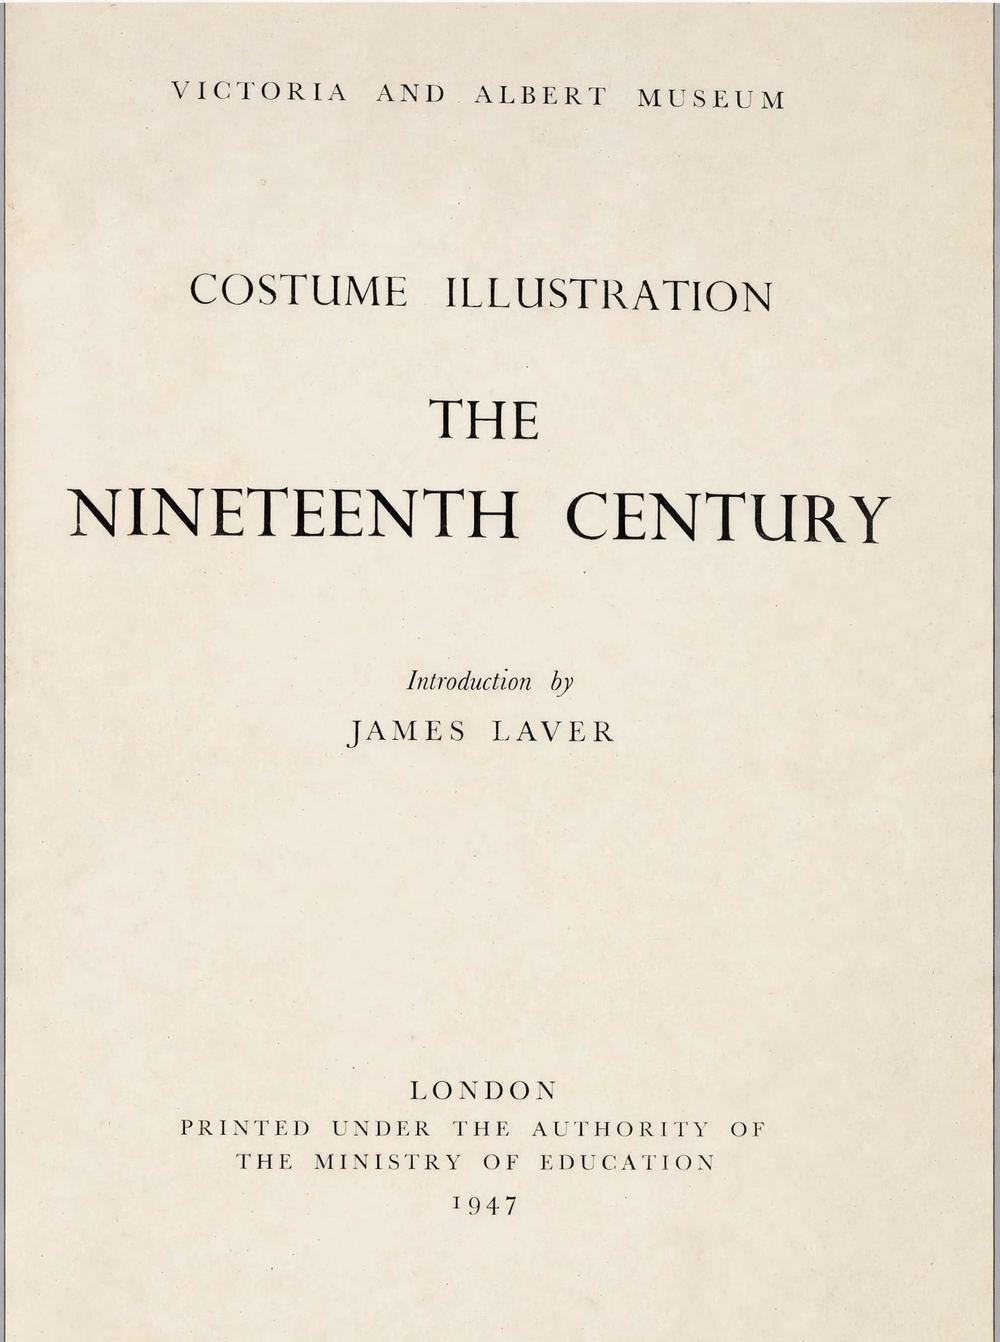 VICTORIA AND ALBERT MUSEUM
COSTUME ILLUSTRATION
THE
NINETEENTH CENTURY
Introduction by
JAMES LAVER
LONDON
PRINTED UNDER THE AUTHORITY OF
THE MINISTRY OF EDUCATION
1947